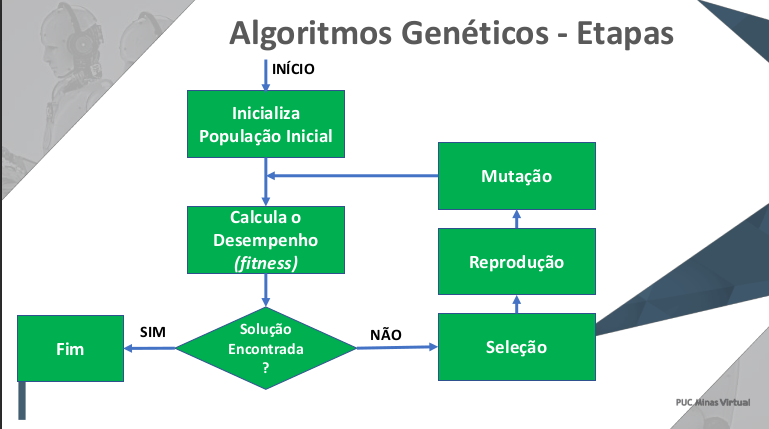 Algoritmos Genéticos - Etapas
INÍCIO
Inicializa
População Inicial
Calcula o
Desempenho
(fitness)
Solução
Encontrada
?
SIM
Fim
NÃO
Seleção
Reprodução
Mutação
PUC Minas Virtual